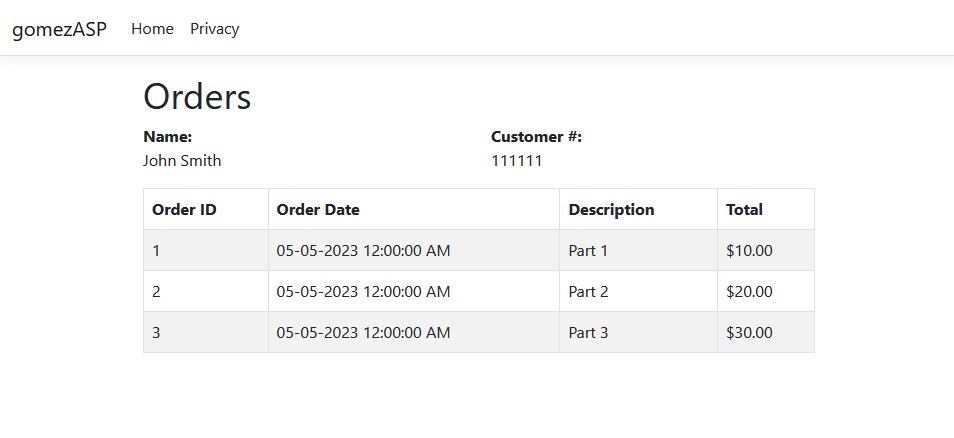 gomezASP Home Privacy
Orders
Name: Customer #:
John Smith 111111
Order ID Order Date Description Total
1 05-05-2023 12:00:00 AM Part 1 $10.00
2 05-05-2023 12:00:00 AM Part 2 $20.00
3 05-05-2023 12:00:00 AM Part 3 $30.00